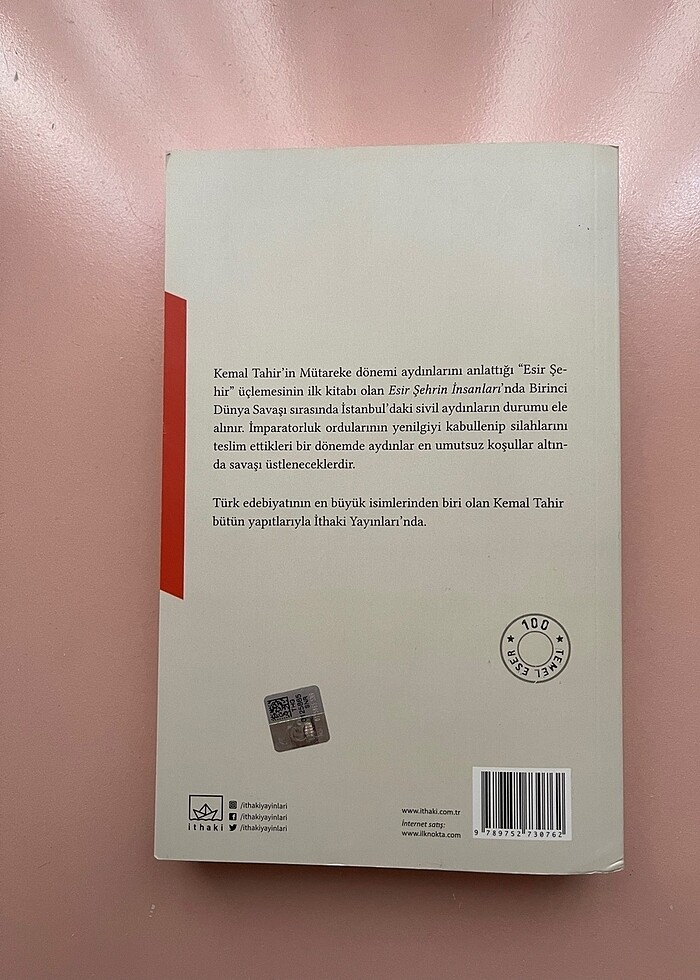 Kemal Tahir'in Mütareke dönemi aydınlarını anlattığı “Esir Şe-
hir” üçlemesinin ilk kitabı olan Esir Şehrin İnsanları'nda Birinci
Dünya Savaşı sırasında İstanbul'daki sivil aydınların durumu ele
alınır. İmparatorluk ordularının yenilgiyi kabullenip silahlarını
teslim ettikleri bir dönemde aydınlar en umutsuz koşullar altın-
da savaşı üstleneceklerdir.
Türk edebiyatının en büyük isimlerinden biri olan Kemal Tahir
bütün yapıtlarıyla İthaki Yayınları'nda.
100
TEMEL ESER
ithaki
/ithakiyayinlari
/ithakiyayinlari
/ithakiyayinlari
www.ithaki.com.tr
İnternet satış:
www.ilknokta.com
9 789752 730762